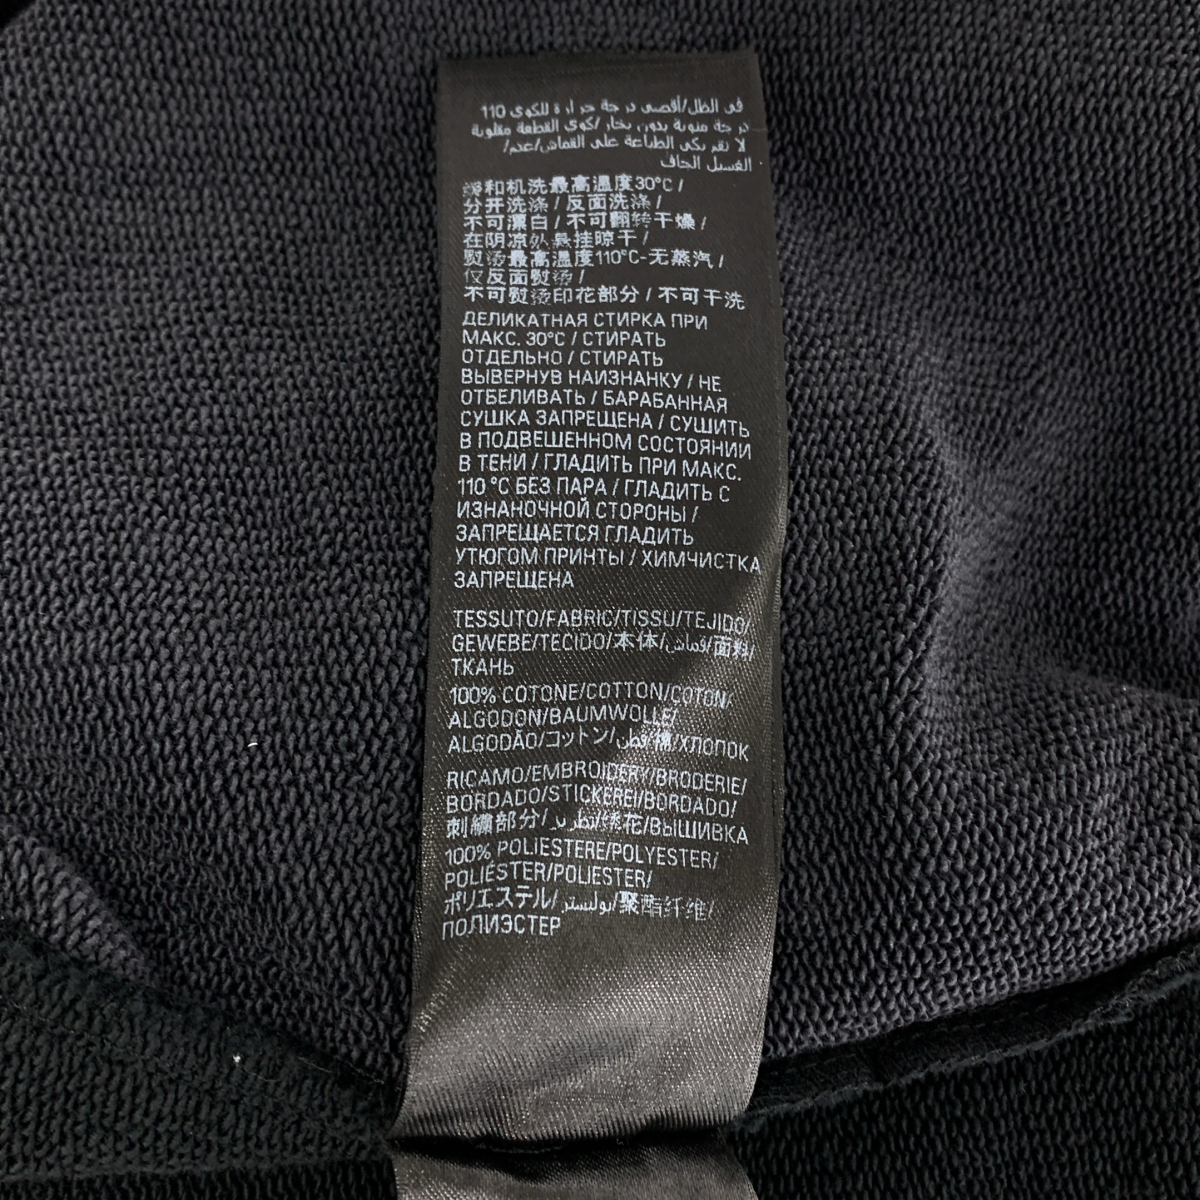 في الظل/أقصى درجة حرارة للكوى 110
درجة مئوية بدون بخار/كوى القطعة مقلوبة
لا تقم بكى الطباعة على القماش/عدم/
الغسيل الجاف
缓和机洗最高温度30°C /
分开洗涤 / 反面洗涤 /
不可漂白 / 不可翻转干燥 /
在阴凉处悬挂晾干 /
熨烫最高温度110°C-无蒸汽 /
仅反面熨烫 /
不可熨烫印花部分 / 不可干洗
ДЕЛИКАТНАЯ СТИРКА ПРИ
МАКС. 30°C / СТИРАТЬ
ОТДЕЛЬНО / СТИРАТЬ
ВЫВЕРНУВ НАИЗНАНКУ / НЕ
ОТБЕЛИВАТЬ / БАРАБАННАЯ
СУШКА ЗАПРЕЩЕНА / СУШИТЬ
В ПОДВЕШЕННОМ СОСТОЯНИИ
В ТЕНИ / ГЛАДИТЬ ПРИ МАКС.
110 °C БЕЗ ПАРА / ГЛАДИТЬ С
ИЗНАНОЧНОЙ СТОРОНЫ /
ЗАПРЕЩАЕТСЯ ГЛАДИТЬ
УТЮГОМ ПРИНТЫ / ХИМЧИСТКА
ЗАПРЕЩЕНА
TESSUTO/FABRIC/TISSU/TEJIDO/
GEWEBE/TECIDO/本体/قماش/面料/
ТКАНЬ
100% COTONE/COTTON/COTON/
ALGODON/BAUMWOLLE/
ALGODÃO/コットン/قطن/棉/ХЛОПОК
RICAMO/EMBROIDERY/BRODERIE/
BORDADO/STICKEREI/BORDADO/
刺繍部分/تطريز/绣花/ВЫШИВКА
100% POLIESTERE/POLYESTER/
POLIÉSTER/POLIESTER/
ポリエステル/بوليستر/聚酯纤维/
ПОЛИЭСТЕР